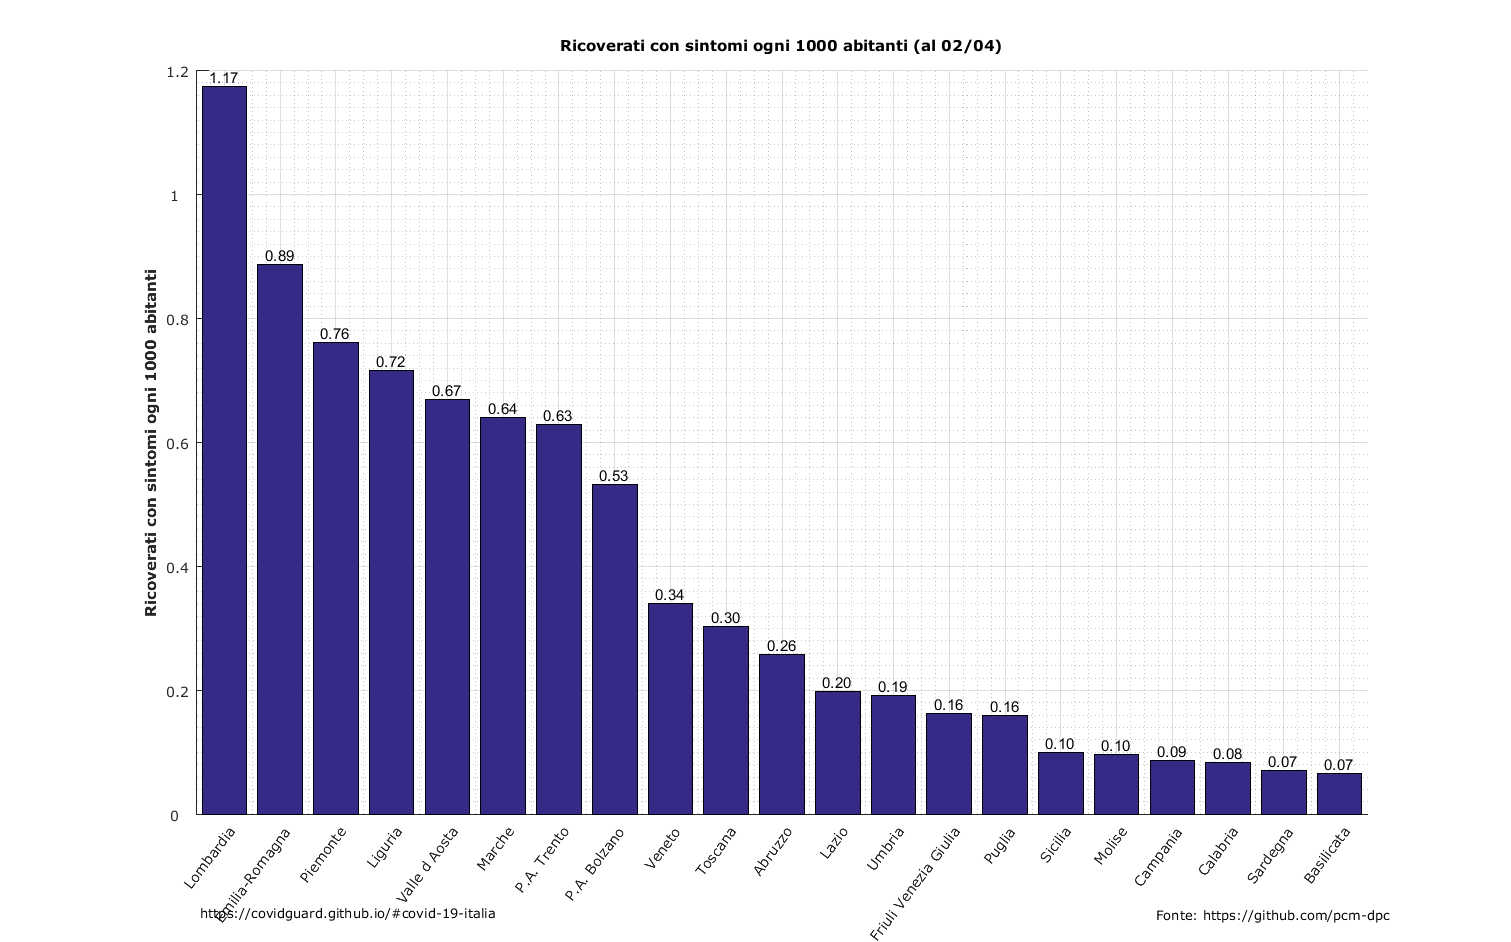 Ricoverati con sintomi ogni 1000 abitanti (al 02/04)
Ricoverati con sintomi ogni 1000 abitanti
1.2
1
0.8
0.6
0.4
0.2
0
1.17
0.89
0.76
0.72
0.67
0.64
0.63
0.53
0.34
0.30
0.26
0.20
0.19
0.16
0.16
0.10
0.10
0.09
0.08
0.07
0.07
Lombardia
Emilia-Romagna
Piemonte
Liguria
Valle d Aosta
Marche
P.A. Trento
P.A. Bolzano
Veneto
Toscana
Abruzzo
Lazio
Umbria
Friuli Venezia Giulia
Puglia
Sicilia
Molise
Campania
Calabria
Sardegna
Basilicata
https://covidguard.github.io/#covid-19-italia
Fonte: https://github.com/pcm-dpc